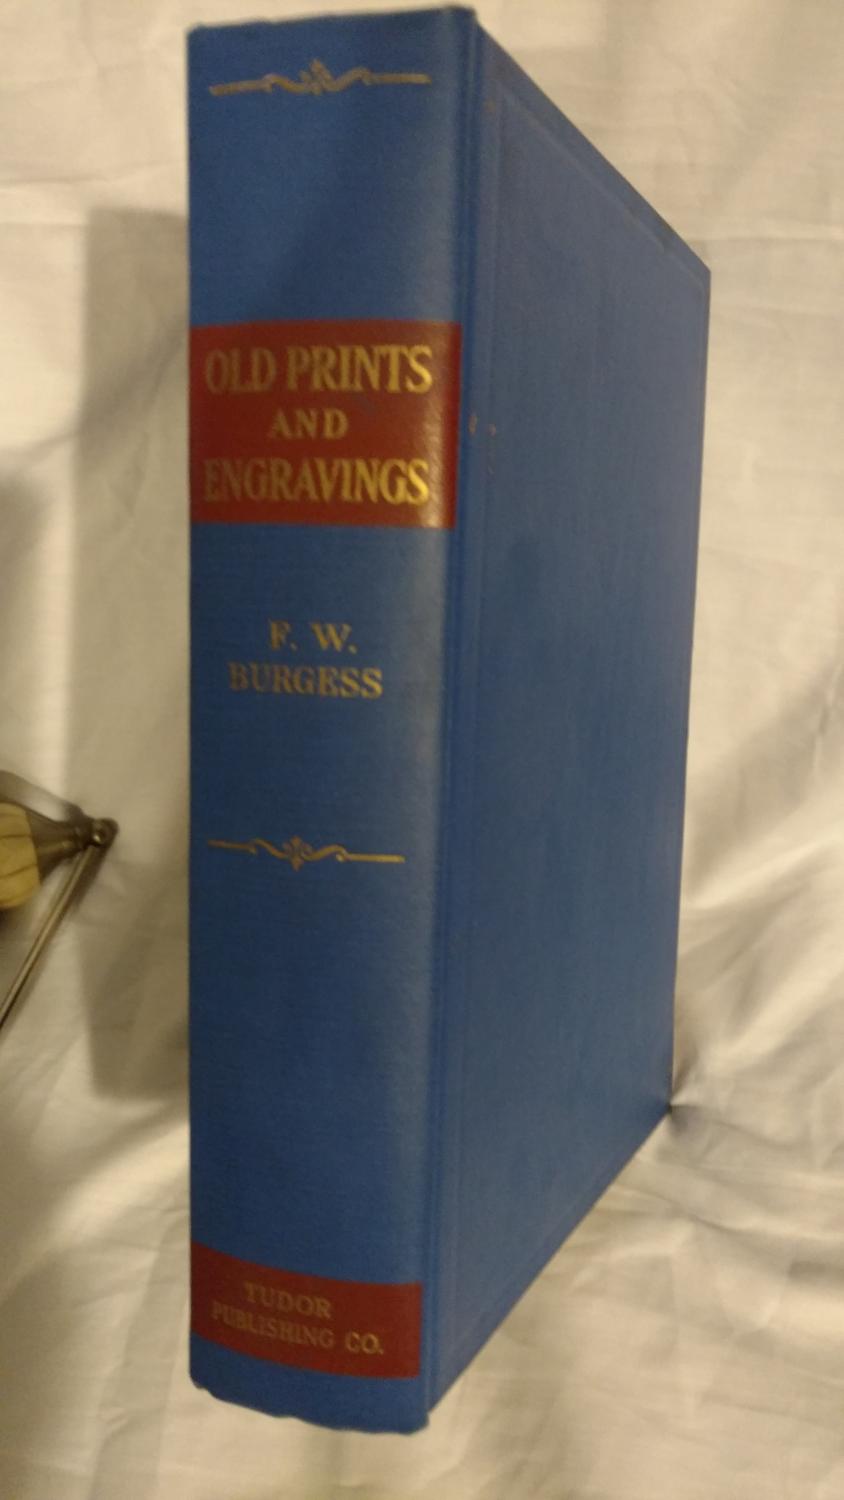 OLD PRINTS
AND
ENGRAVINGS
F. W.
BURGESS
TUDOR
PUBLISHING CO.